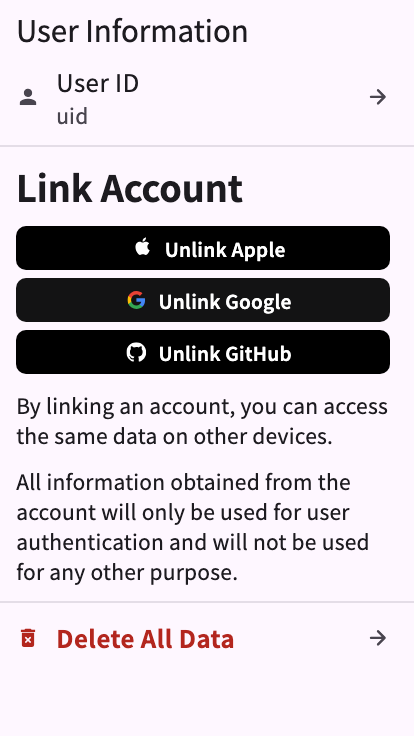 User Information
User ID
uid
Link Account
Unlink Apple
Unlink Google
Unlink GitHub
By linking an account, you can access
the same data on other devices.
All information obtained from the
account will only be used for user
authentication and will not be used
for any other purpose.
Delete All Data